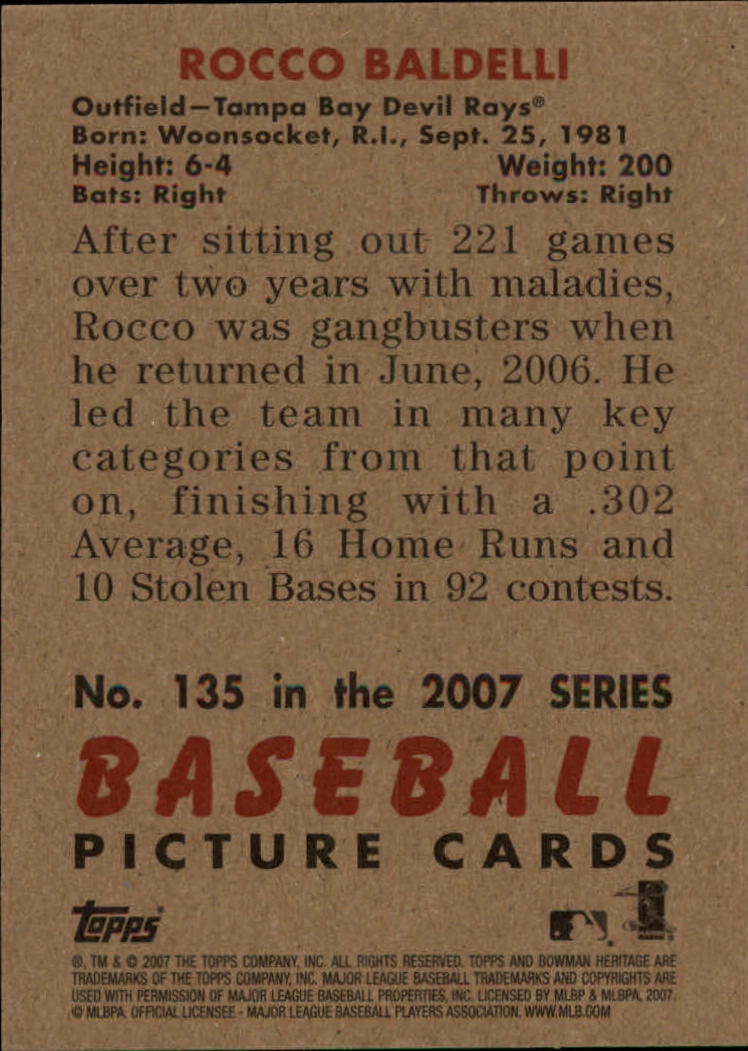 ROCCO BALDELLI
Outfield—Tampa Bay Devil Rays®
Born: Woonsocket, R.I., Sept. 25, 1981
Height: 6-4 Weight: 200
Bats: Right Throws: Right
After sitting out 221 games
over two years with maladies,
Rocco was gangbusters when
he returned in June, 2006. He
led the team in many key
categories from that point
on, finishing with a .302
Average, 16 Home Runs and
10 Stolen Bases in 92 contests.
No. 135 in the 2007 SERIES
BASEBALL
PICTURE CARDS
topps
®, TM & © 2007 THE TOPPS COMPANY, INC. ALL RIGHTS RESERVED. TOPPS AND BOWMAN HERITAGE ARE
TRADEMARKS OF THE TOPPS COMPANY, INC. MAJOR LEAGUE BASEBALL TRADEMARKS AND COPYRIGHTS ARE
USED WITH PERMISSION OF MAJOR LEAGUE BASEBALL PROPERTIES, INC. LICENSED BY MLBP & MLBPA, 2007.
© MLBPA. OFFICIAL LICENSEE - MAJOR LEAGUE BASEBALL PLAYERS ASSOCIATION. WWW.MLB.COM